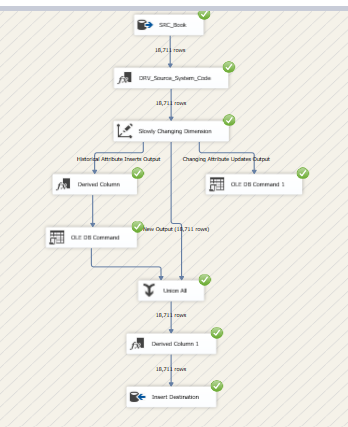 SRC_Book
18,711 rows
DRV_Source_System_Code
18,711 rows
Slowly Changing Dimension
Historical Attribute Inserts Output
Changing Attribute Updates Output
Derived Column
OLE DB Command 1
OLE DB Command
New Output (18,711 rows)
Union All
18,711 rows
Derived Column 1
18,711 rows
Insert Destination